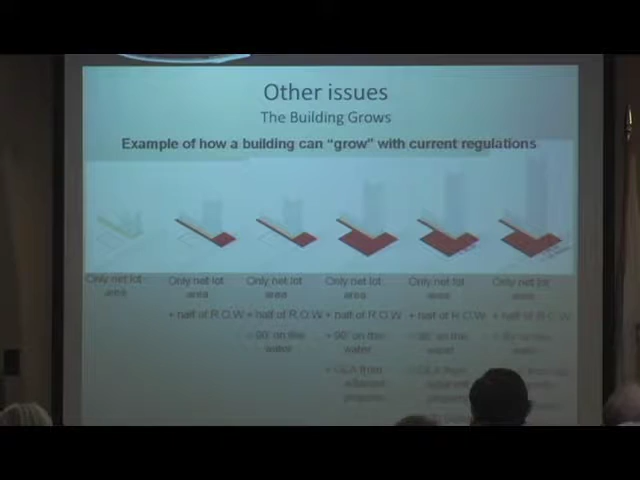 Other issues
The Building Grows
Example of how a building can “grow” with current regulations
Only net lot area
Only net lot area
+ half of R.O.W
Only net lot area
+ half of R.O.W
+ 90' on the water
Only net lot area
+ half of R.O.W
+ 90' on the water
+ GLA from adjacent property
Only net lot area
+ half of R.O.W
+ 90' on the water
+ GLA from
Only net lot area
+ half of R.O.W